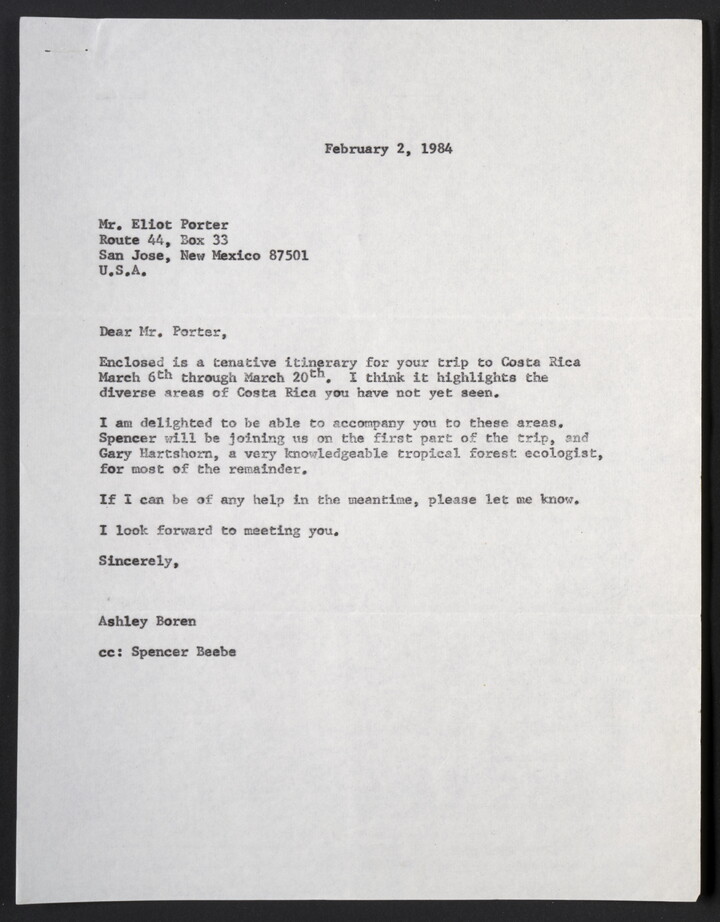 February 2, 1984
Mr. Eliot Porter
Route 44, Box 33
San Jose, New Mexico 87501
U.S.A.
Dear Mr. Porter,
Enclosed is a tenative itinerary for your trip to Costa Rica
March 6th through March 20th. I think it highlights the
diverse areas of Costa Rica you have not yet seen.
I am delighted to be able to accompany you to these areas.
Spencer will be joining us on the first part of the trip, and
Gary Hartshorn, a very knowledgeable tropical forest ecologist,
for most of the remainder.
If I can be of any help in the meantime, please let me know.
I look forward to meeting you.
Sincerely,
Ashley Boren
cc: Spencer Beebe